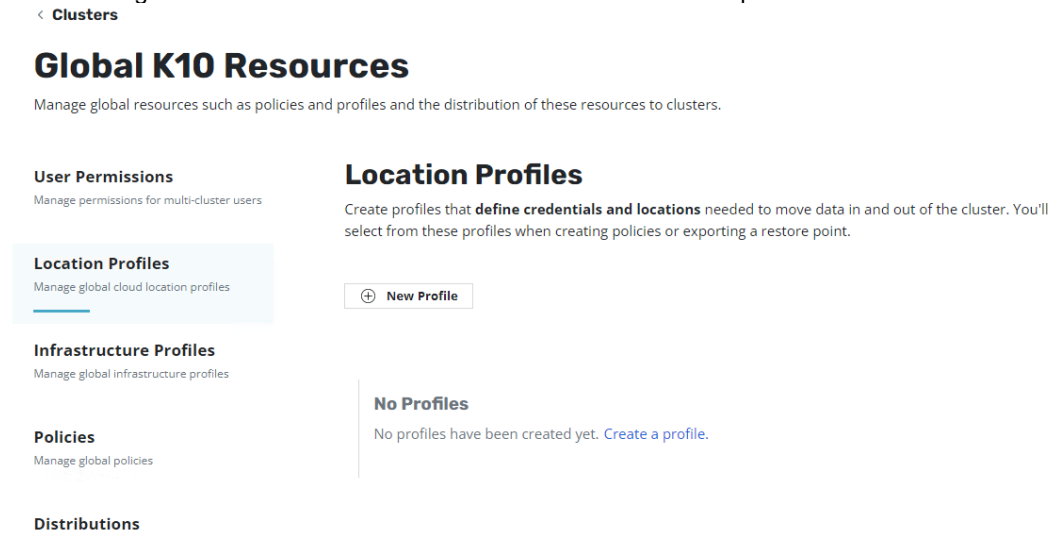 Clusters
Global K10 Resources
Manage global resources such as policies and profiles and the distribution of these resources to clusters.
User Permissions
Manage permissions for multi-cluster users
Location Profiles
Manage global cloud location profiles
Infrastructure Profiles
Manage global infrastructure profiles
Policies
Manage global policies
Distributions
Location Profiles
Create profiles that define credentials and locations needed to move data in and out of the cluster. You'll
select from these profiles when creating policies or exporting a restore point.
New Profile
No Profiles
No profiles have been created yet. Create a profile.